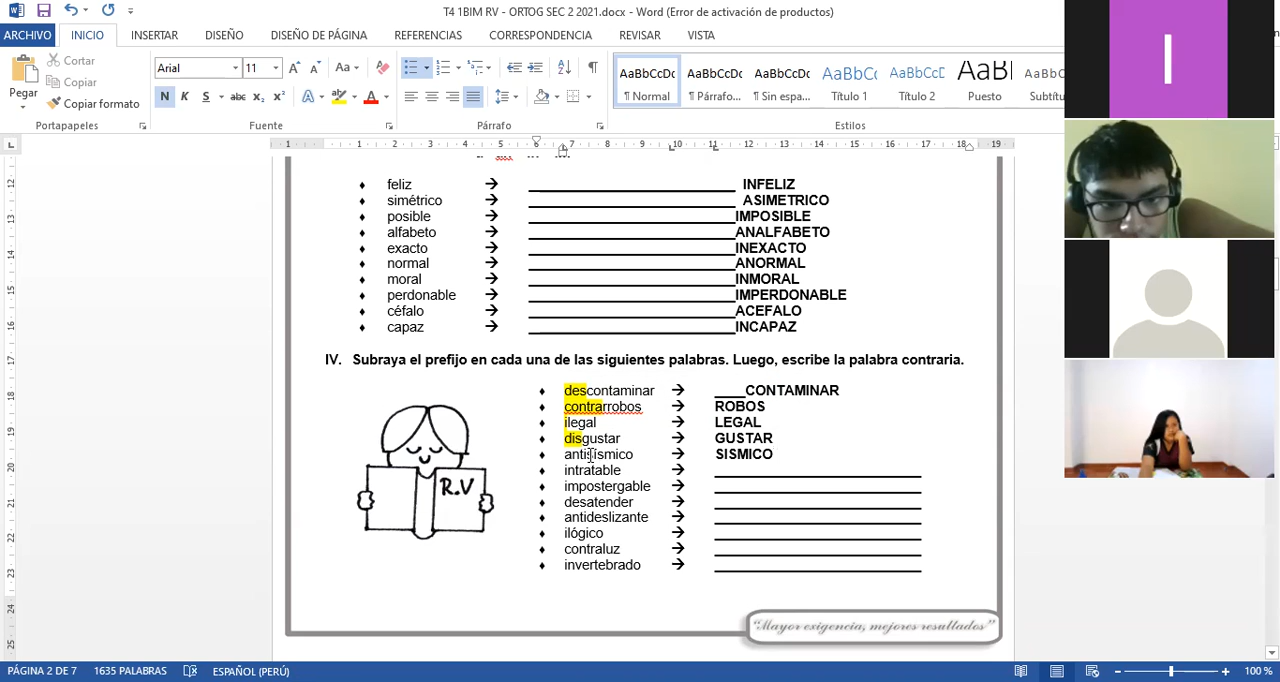 T4 1BIM RV - ORTOG SEC 2 2021.docx - Word (Error de activación de productos)
ARCHIVO INICIO INSERTAR DISEÑO DISEÑO DE PÁGINA REFERENCIAS CORRESPONDENCIA REVISAR VISTA
Cortar
Copiar
Pegar
Copiar formato
Arial 11
N K S abc x₂ x² A A
AaBbCcDc AaBbCcDc AaBbCcDc AaBbCc AaBbCcE AaBl AaBbCcD
¶ Normal ¶ Párrafo... ¶ Sin espa... Título 1 Título 2 Puesto Subtítu
Portapapeles Fuente Párrafo Estilos
feliz → INFELIZ
simétrico → ASIMETRICO
posible → IMPOSIBLE
alfabeto → ANALFABETO
exacto → INEXACTO
normal → ANORMAL
moral → INMORAL
perdonable → IMPERDONABLE
céfalo → ACEFALO
capaz → INCAPAZ
IV. Subraya el prefijo en cada una de las siguientes palabras. Luego, escribe la palabra contraria.
descontaminar → ____CONTAMINAR
contrarrobos → ROBOS
ilegal → LEGAL
disgustar → GUSTAR
antisísmico → SISMICO
intratable →
impostergable →
desatender →
antideslizante →
ilógico →
contraluz →
invertebrado →
R.V
"Mayor exigencia, mejores resultados"
I
PÁGINA 2 DE 7 1635 PALABRAS ESPAÑOL (PERÚ) 100 %